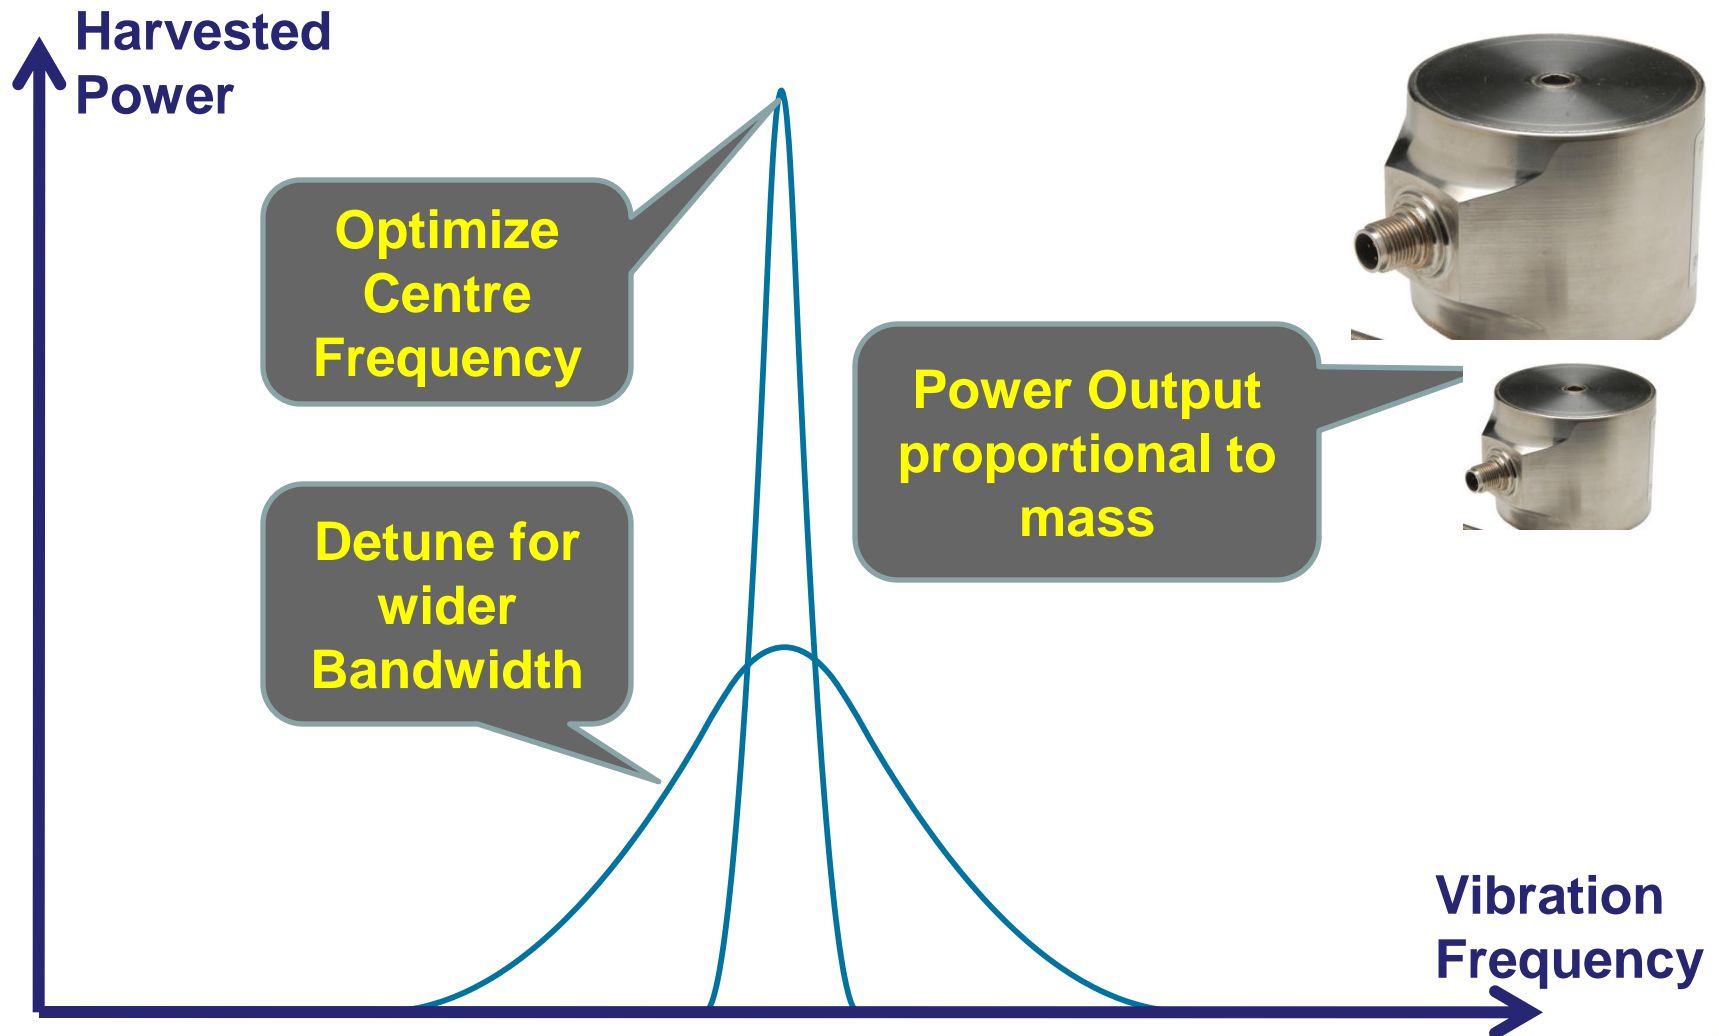 Harvested
Power
Optimize
Centre
Frequency
Power Output
proportional to
mass
Detune for
wider
Bandwidth
Vibration
Frequency